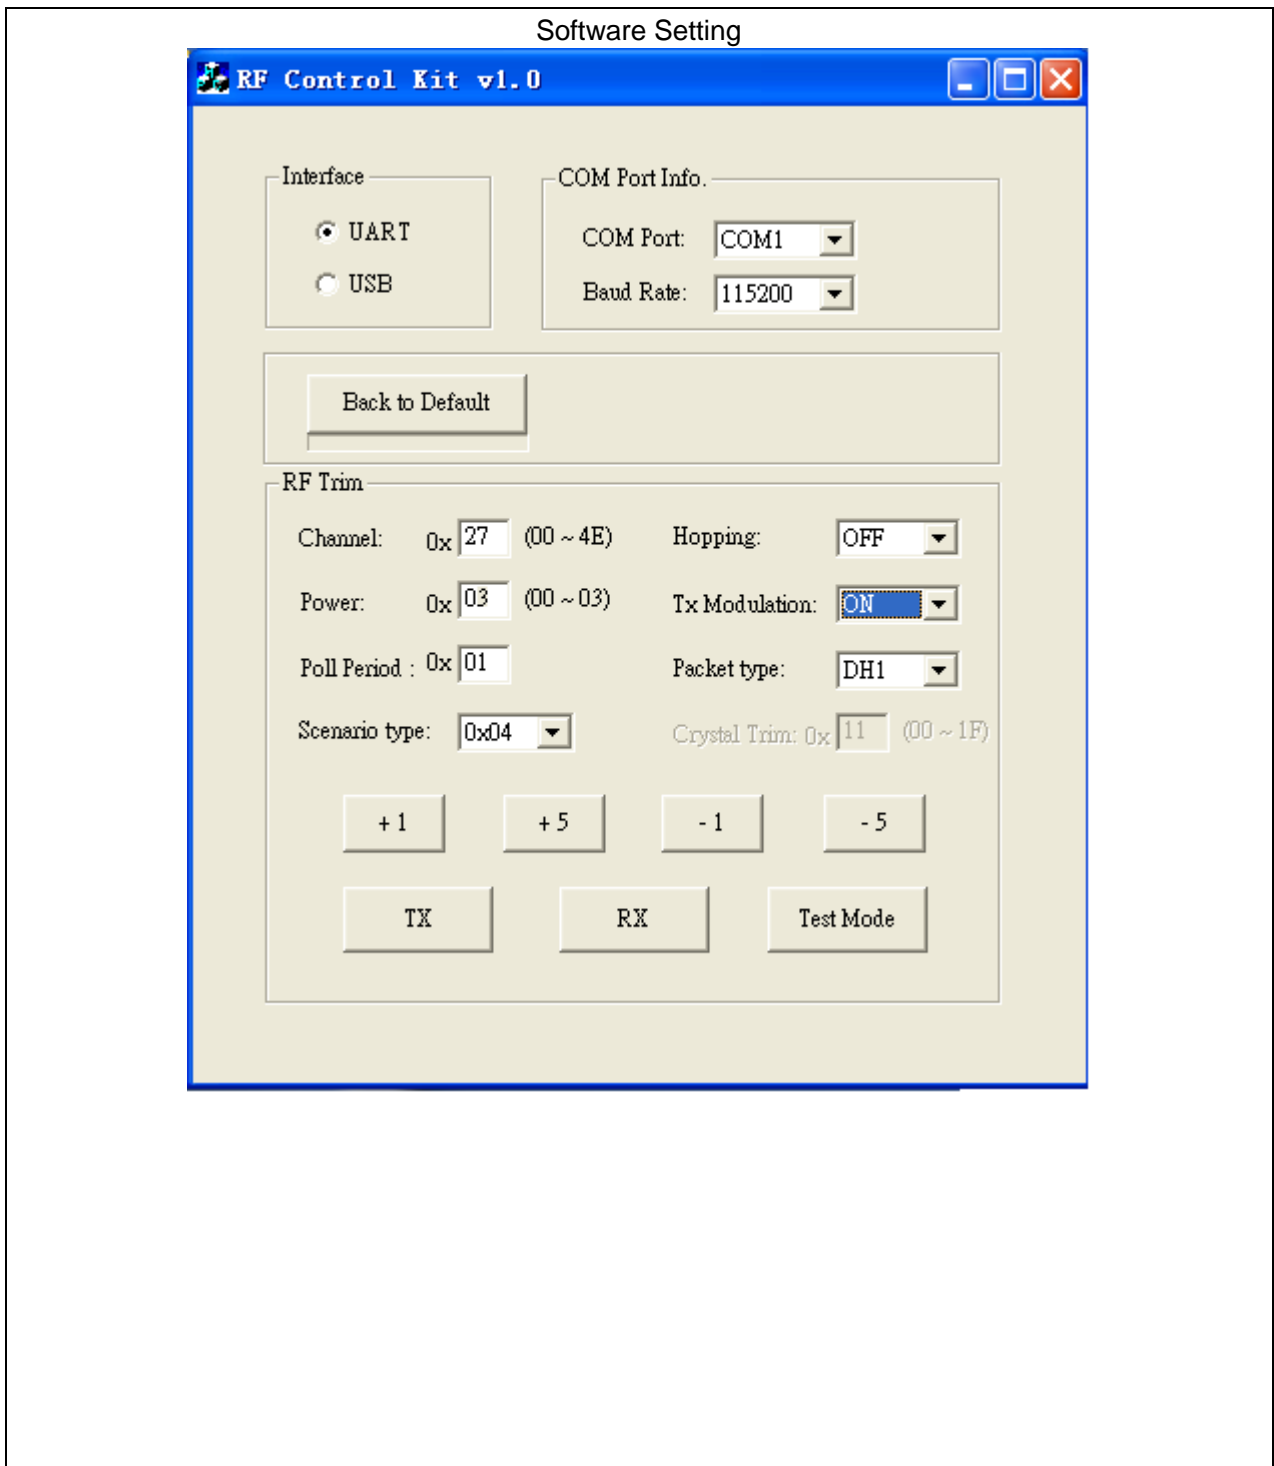 Software Setting
RF Control Kit v1.0
Interface
UART
USB
COM Port Info.
COM Port: COM1
Baud Rate: 115200
Back to Default
RF Trim
Channel: 0x 27 (00 ~ 4E) Hopping: OFF
Power: 0x 03 (00 ~ 03) Tx Modulation: ON
Poll Period : 0x 01 Packet type: DH1
Scenario type: 0x04 Crystal Trim: 0x 11 (00 ~ 1F)
+ 1 + 5 - 1 - 5
TX RX Test Mode